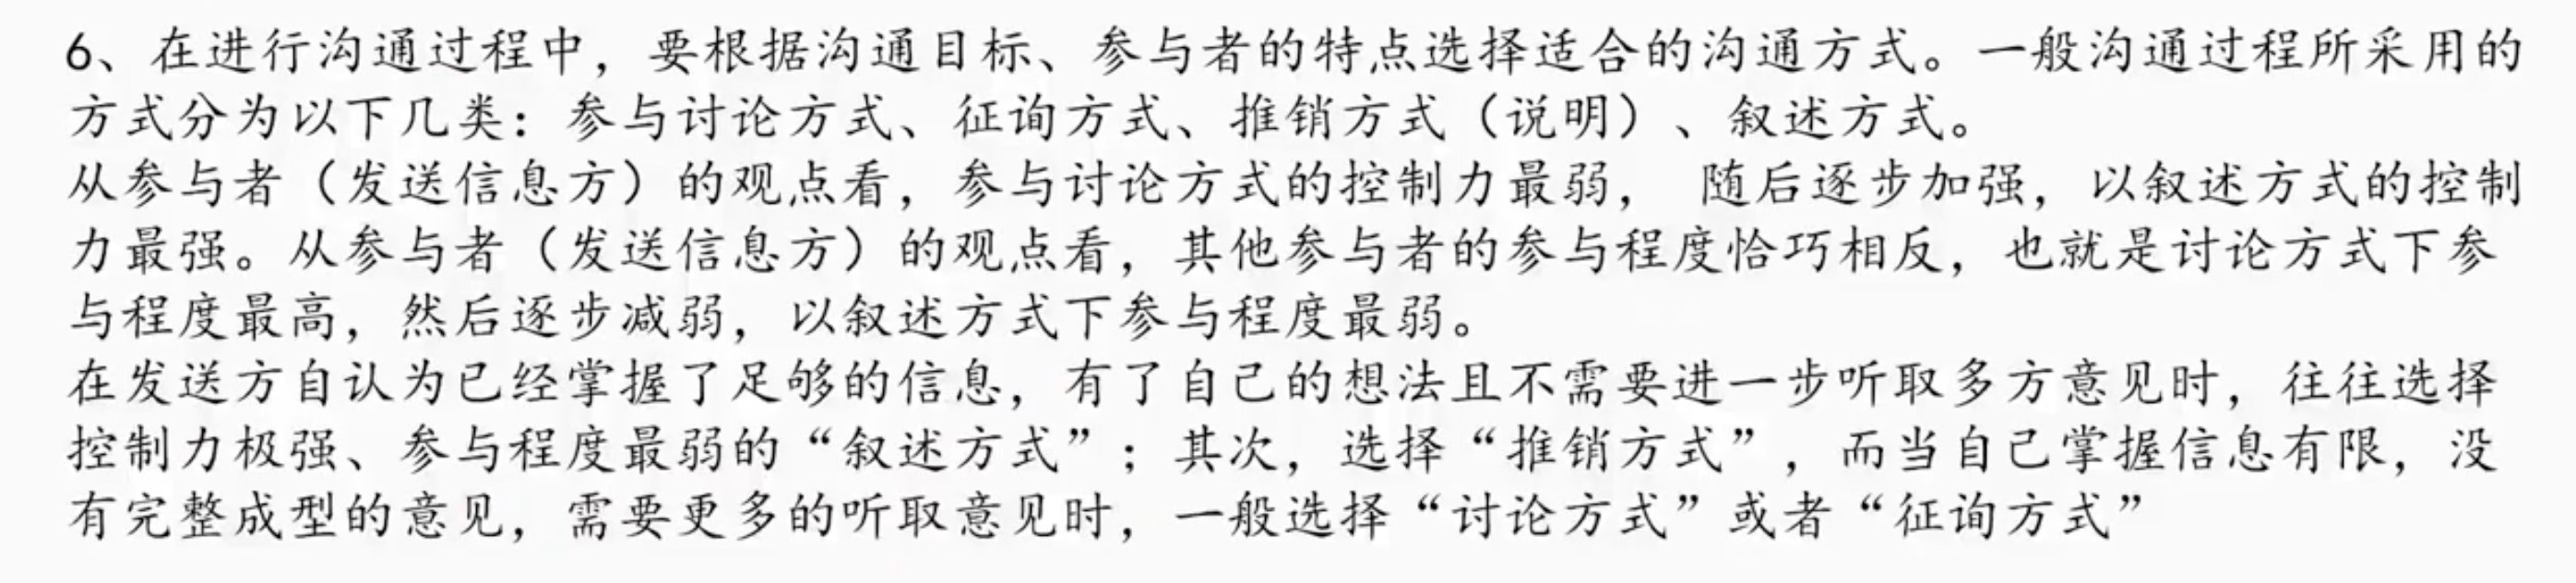 6、在进行沟通过程中，要根据沟通目标、参与者的特点选择适合的沟通方式。一般沟通过程所采用的
方式分为以下几类：参与讨论方式、征询方式、推销方式（说明）、叙述方式。
从参与者（发送信息方）的观点看，参与讨论方式的控制力最弱， 随后逐步加强，以叙述方式的控制
力最强。从参与者（发送信息方）的观点看，其他参与者的参与程度恰巧相反，也就是讨论方式下参
与程度最高，然后逐步减弱，以叙述方式下参与程度最弱。
在发送方自认为已经掌握了足够的信息，有了自己的想法且不需要进一步听取多方意见时，往往选择
控制力极强、参与程度最弱的“叙述方式”；其次，选择“推销方式”，而当自己掌握信息有限，没
有完整成型的意见，需要更多的听取意见时，一般选择“讨论方式”或者“征询方式”